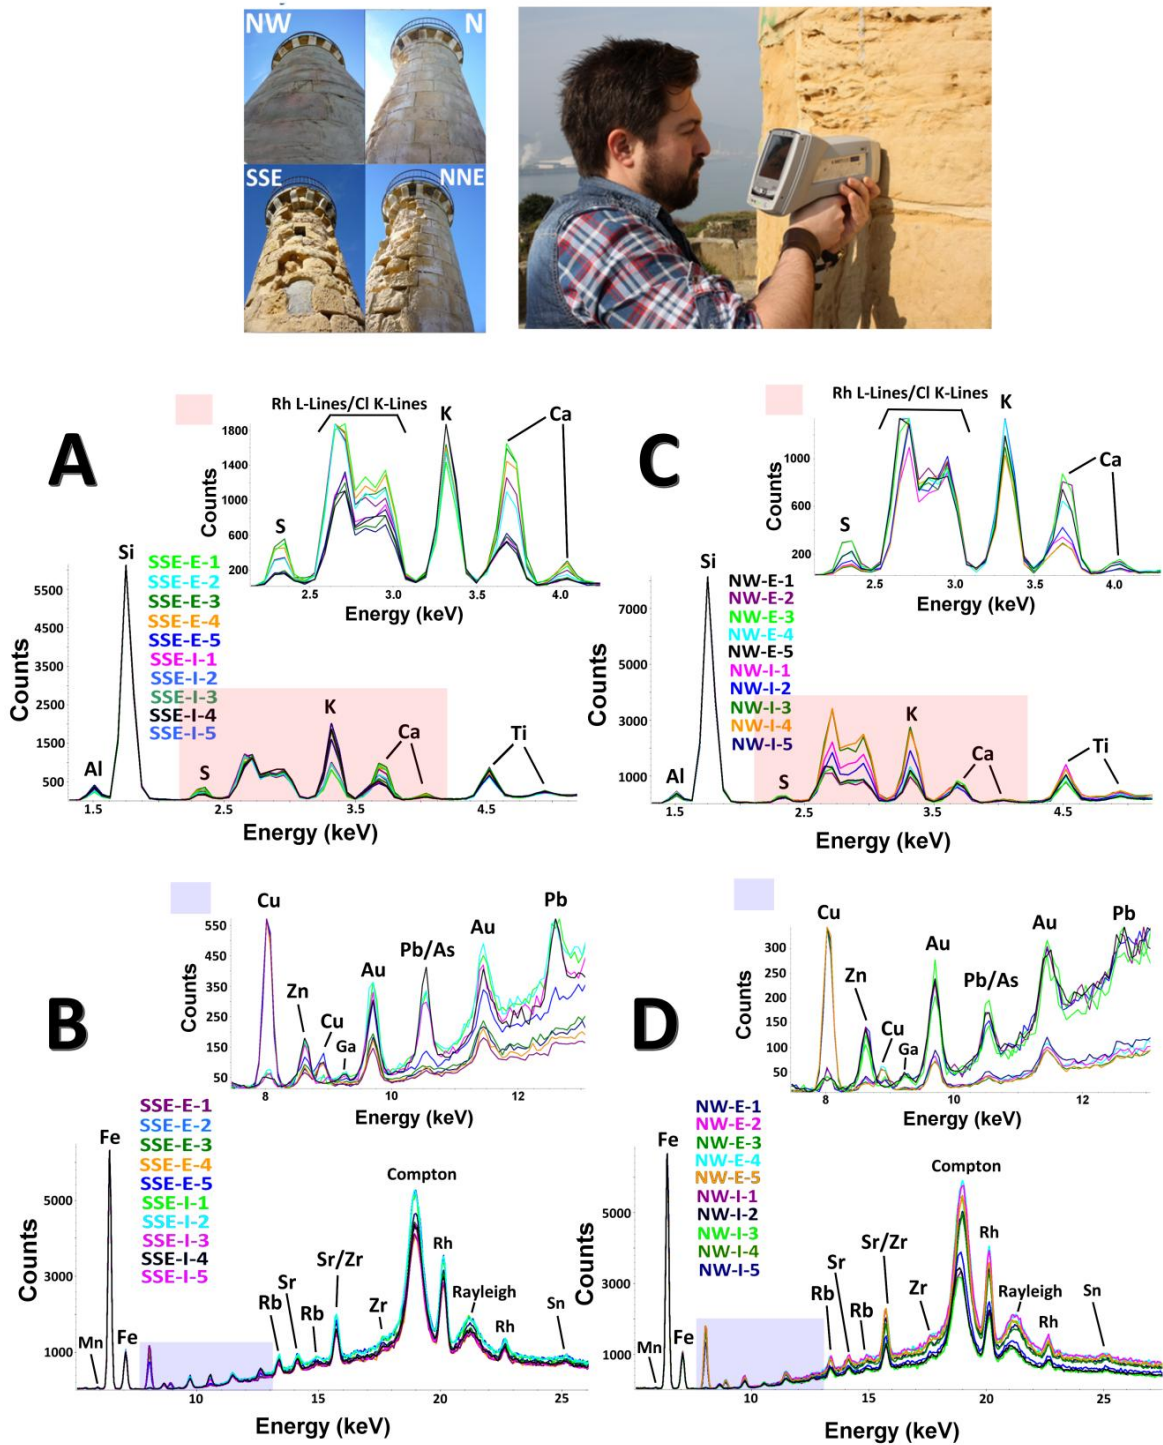 NW
N
SSE
NNE
A
Rh L-Lines/Cl K-Lines
K
Ca
S
Counts
1800
1400
1000
600
200
2.5
3.0
3.5
4.0
Energy (keV)
Si
SSE-E-1
SSE-E-2
SSE-E-3
SSE-E-4
SSE-E-5
SSE-I-1
SSE-I-2
SSE-I-3
SSE-I-4
SSE-I-5
Counts
5500
4500
3500
2500
1500
500
Al
S
K
Ca
Ti
1.5
2.5
3.5
4.5
Energy (keV)
C
Rh L-Lines/Cl K-Lines
K
Ca
S
Counts
1000
600
200
2.5
3.0
3.5
4.0
Energy (keV)
Si
NW-E-1
NW-E-2
NW-E-3
NW-E-4
NW-E-5
NW-I-1
NW-I-2
NW-I-3
NW-I-4
NW-I-5
Counts
7000
5000
3000
1000
Al
S
K
Ca
Ti
1.5
2.5
3.5
4.5
Energy (keV)
B
Cu
Zn
Cu
Ga
Au
Pb/As
Au
Pb
Counts
550
450
350
250
150
50
8
10
12
Energy (keV)
SSE-E-1
SSE-E-2
SSE-E-3
SSE-E-4
SSE-E-5
SSE-I-1
SSE-I-2
SSE-I-3
SSE-I-4
SSE-I-5
Counts
5000
3000
1000
Mn
Fe
Fe
Rb
Sr
Rb
Sr/Zr
Zr
Compton
Rh
Rayleigh
Rh
Sn
10
15
20
25
Energy (keV)
D
Cu
Zn
Cu
Ga
Au
Pb/As
Au
Pb
Counts
300
250
200
150
100
50
8
10
12
Energy (keV)
NW-E-1
NW-E-2
NW-E-3
NW-E-4
NW-E-5
NW-I-1
NW-I-2
NW-I-3
NW-I-4
NW-I-5
Counts
5000
3000
1000
Mn
Fe
Fe
Rb
Sr
Rb
Sr/Zr
Zr
Compton
Rh
Rayleigh
Rh
Sn
10
15
20
25
Energy (keV)